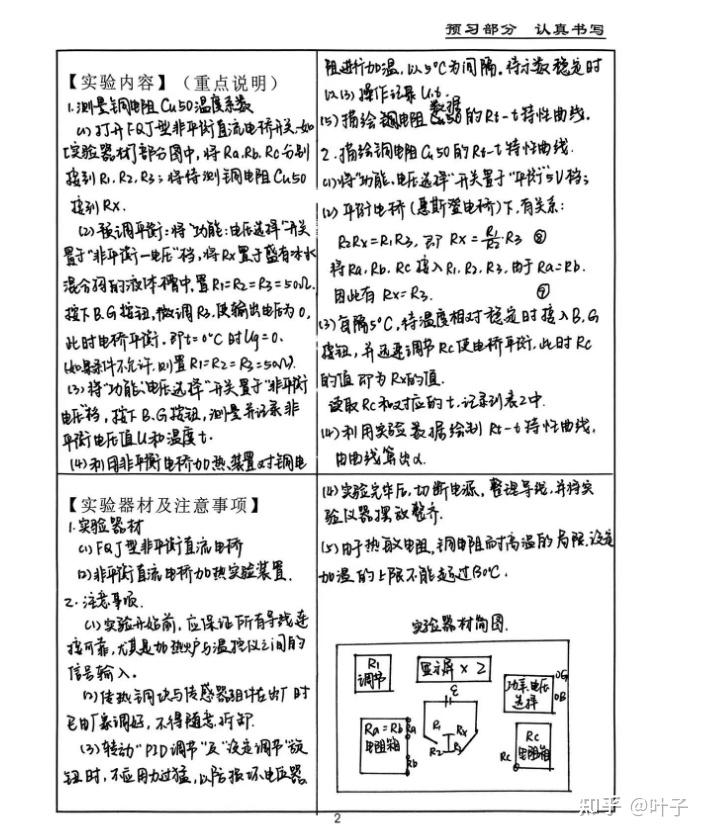 预习部分 认真书写
【实验内容】（重点说明）
1.测量铜电阻Cu50温度系数
(1)打开FQJ型非平衡直流电桥开关,如
[实验器材]部分图中,将Ra,Rb,Rc分别
接到R1,R2,R3;将待测铜电阻Cu50
接到Rx.
(2)预调平衡:将"功能,电压选择"开关
置于"非平衡—电压"档,将Rx置于盛有冰水
混合物的液体槽中,置R1=R2=R3=50Ω.
按下B.G按钮,微调R3,使输出电压为0,
此时电桥平衡.即t=0℃时Ug=0.
(如果条件不允许,则置R1=R2=R3=50Ω).
(3)将"功能、电压选择"开关置于"非平衡
电压"档,按下B.G按钮,测量并记录非
平衡电压值U和温度t.
(4)利用非平衡电桥加热装置对铜电
阻进行加温,以5℃为间隔.待示数稳定时
以(3)操作记录U,t.
(5)描绘铜电阻数据的Rt-t特性曲线.
2.描绘铜电阻Cu50的Rt-t特性曲线.
(1)将"功能、电压选择"开关置于"平衡"5V档;
(2)平衡电桥(惠斯登电桥)下,有关系:
R2Rx=R1R3,即Rx=R1/R2·R3 ⑧
将Ra,Rb,Rc接入R1,R2,R3,由于Ra=Rb.
因此有Rx=R3. ⑨
(3)每隔5℃,待温度相对稳定时接入B,G
按钮,并迅速调节Rc使电桥平衡,此时Rc
的值即为Rx的值.
读取Rc和对应的t.记录到表2中.
(4)利用实验数据绘制Rt-t特性曲线,
由曲线算出α.
【实验器材及注意事项】
1.实验器材
(1)FQJ型非平衡直流电桥
(2)非平衡直流电桥加热实验装置.
2.注意事项.
(1)实验开始前,应保证所有导线连
接可靠,尤其是加热炉与温控仪之间的
信号输入.
(2)传热铜块与传感器组件在出厂时
已由厂家调好,不得随意拆卸.
(3)转动"PID调节"及"设定调节"旋
钮时,不应用力过猛,以防损坏电位器.
(4)实验完毕后,切断电源,整理导线,并将实
验仪器摆放整齐.
(5)由于热敏电阻,铜电阻耐高温的局限,设定
加温的上限不能超过130℃.
实验器材简图.
R1
调节
显示屏×2
功率,电压
选择
G
B
E
Ra=Rb
电阻箱
Ra
Rb
R1 Rx
R2 R3
Rc
电阻箱
Rc
2
知乎 @叶子